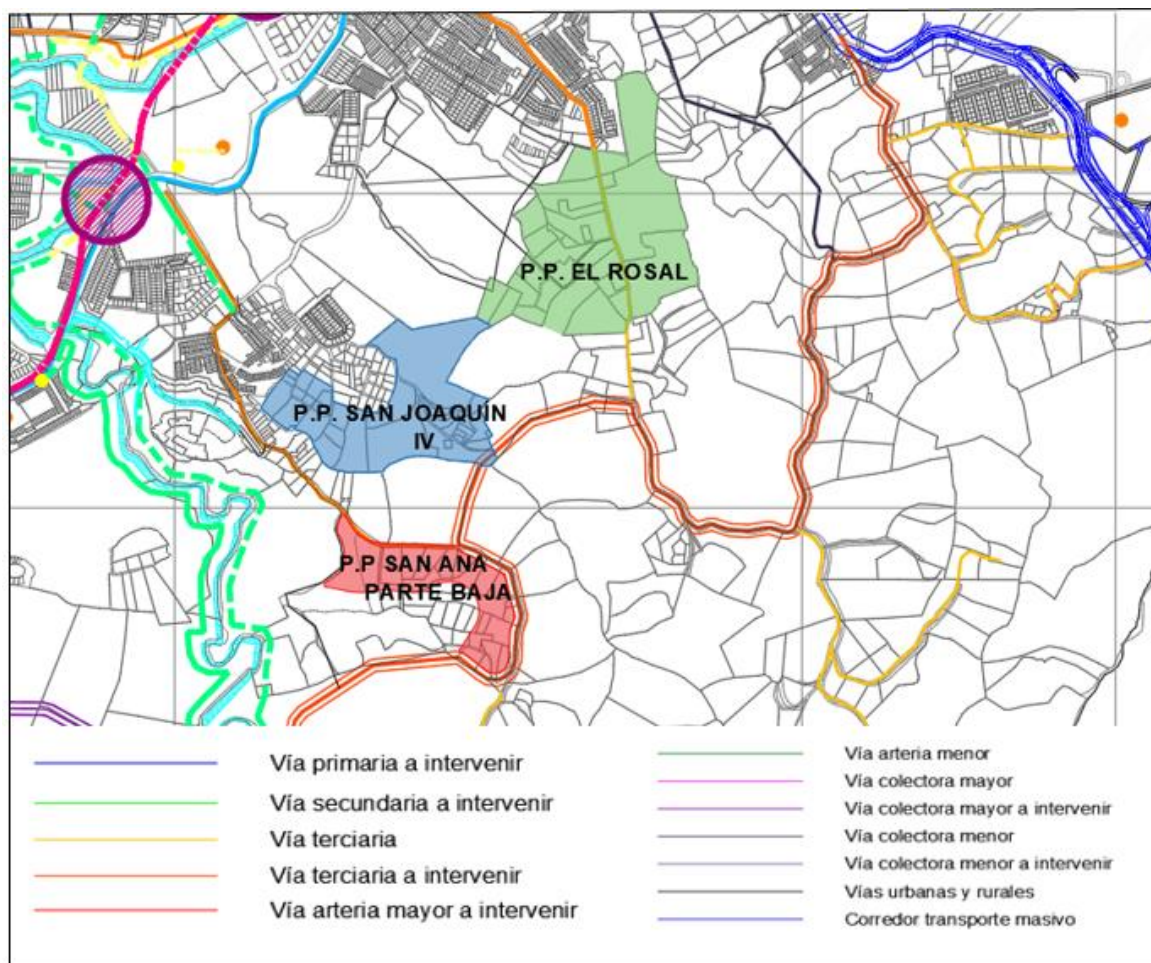 P.P. EL ROSAL
P.P. SAN JOAQUIN
IV
P.P SAN ANA
PARTE BAJA
Vía primaria a intervenir
Vía secundaria a intervenir
Vía terciaria
Vía terciaria a intervenir
Vía arteria mayor a intervenir
Vía arteria menor
Vía colectora mayor
Vía colectora mayor a intervenir
Vía colectora menor
Vía colectora menor a intervenir
Vías urbanas y rurales
Corredor transporte masivo